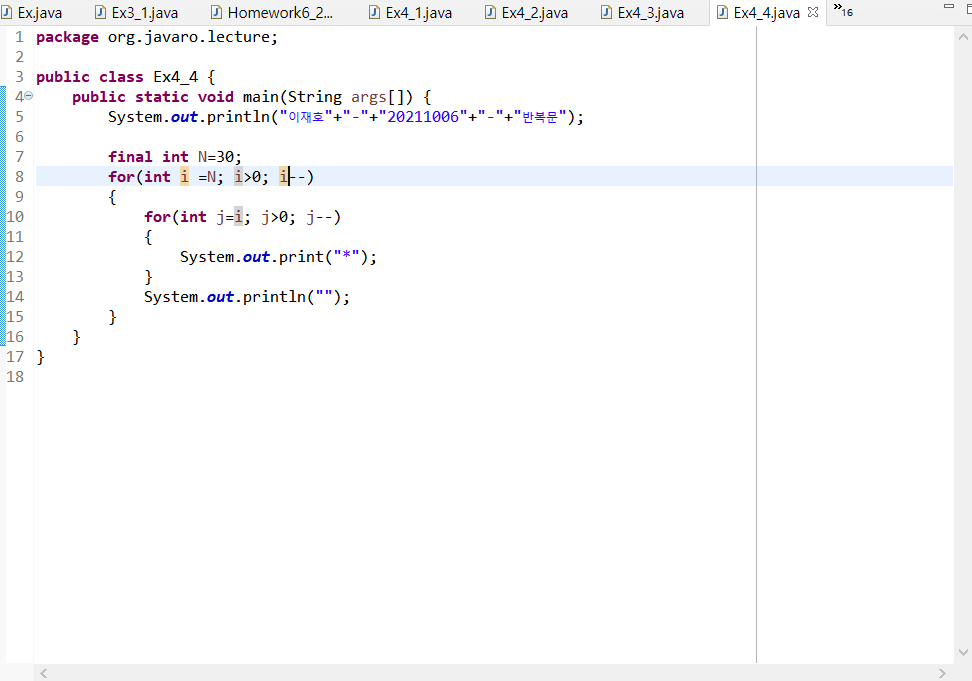 Ex.java Ex3_1.java Homework6_2... Ex4_1.java Ex4_2.java Ex4_3.java Ex4_4.java »16
1 package org.javaro.lecture;
2
3 public class Ex4_4 {
4 public static void main(String args[]) {
5 System.out.println("이재호"+"-"+"20211006"+"-"+"반복문");
6
7 final int N=30;
8 for(int i =N; i>0; i--)
9 {
10 for(int j=i; j>0; j--)
11 {
12 System.out.print("*");
13 }
14 System.out.println("");
15 }
16 }
17 }
18